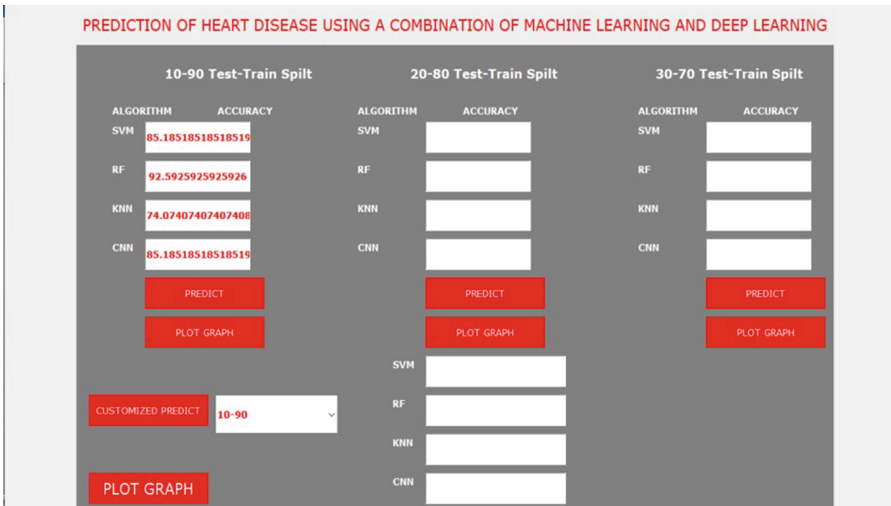 PREDICTION OF HEART DISEASE USING A COMBINATION OF MACHINE LEARNING AND DEEP LEARNING
10-90 Test-Train Spilt 20-80 Test-Train Spilt 30-70 Test-Train Spilt
ALGORITHM ACCURACY ALGORITHM ACCURACY ALGORITHM ACCURACY
SVM 85.18518518518519 SVM SVM
RF 92.5925925925926 RF RF
KNN 74.07407407407408 KNN KNN
CNN 85.18518518518519 CNN CNN
PREDICT PREDICT PREDICT
PLOT GRAPH PLOT GRAPH PLOT GRAPH
SVM
CUSTOMIZED PREDICT 10-90 RF
KNN
PLOT GRAPH CNN